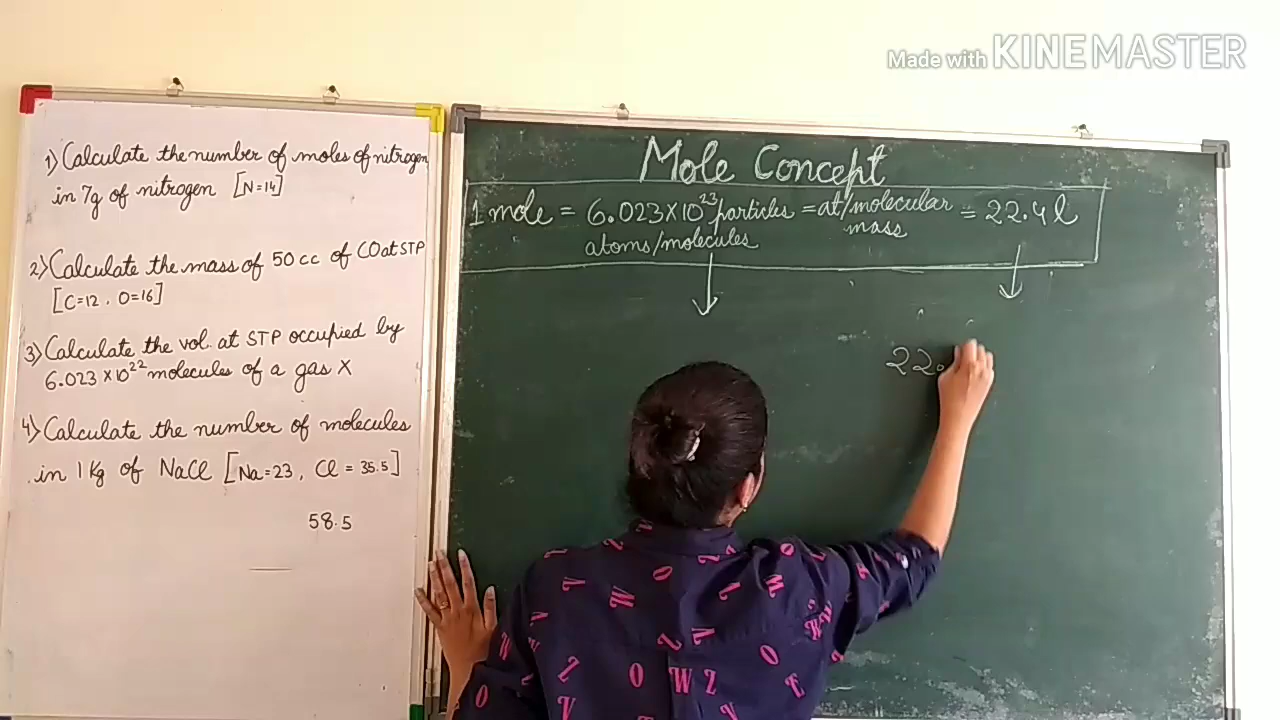 Made with KINEMASTER
1) Calculate the number of moles of nitrogen
in 7g of nitrogen [N=14]
2) Calculate the mass of 50 cc of CO at STP
[C=12, O=16]
3) Calculate the vol. at STP occupied by
6.023 × 10²² molecules of a gas X
4) Calculate the number of molecules
in 1 Kg of NaCl [Na=23, Cl = 35.5]
58.5
Mole Concept
1 mole = 6.023×10²³ particles = at/molecular = 22.4 l
atoms/molecules mass
22.